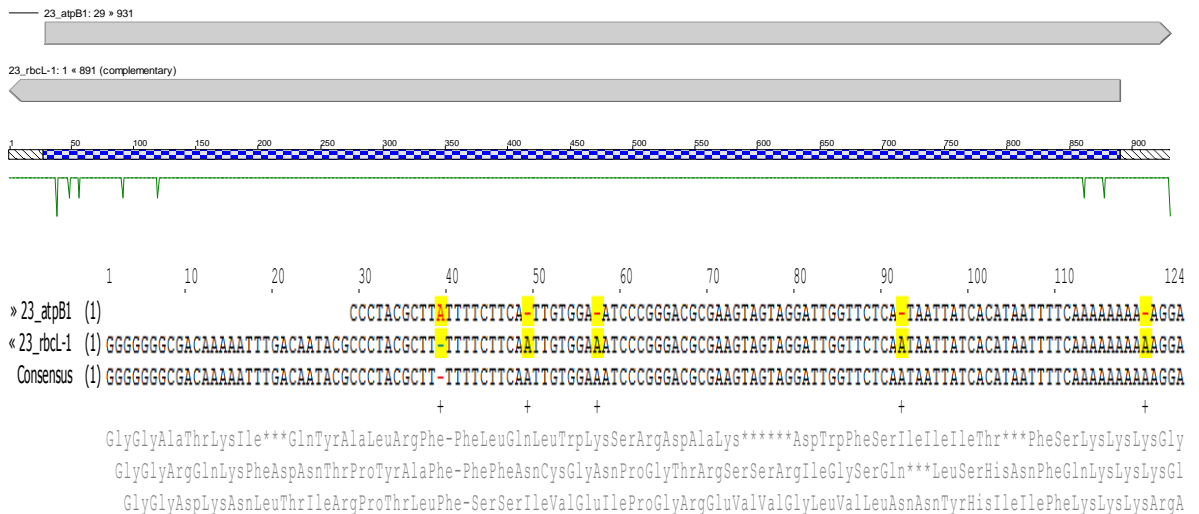 23_atpB1: 29 » 931
23_rbcL-1: 1 « 891 (complementary)
1 50 100 150 200 250 300 350 400 450 500 550 600 650 700 750 800 850 900
1 10 20 30 40 50 60 70 80 90 100 110 124
» 23_atpB1 (1) CCCTACGCTTATTTTCTTCA-TTGTGGA-ATCCCGGGACGCGAAGTAGTAGGATTGGTTCTCA-TAATTATCACATAATTTTCAAAAAAAA-AGGA
« 23_rbcL-1 (1) GGGGGGGCGACAAAAATTTGACAATACGCCCTACGCTT-TTTTCTTCAATTGTGGAAATCCCGGGACGCGAAGTAGTAGGATTGGTTCTCAATAATTATCACATAATTTTCAAAAAAAAAAGGA
Consensus (1) GGGGGGGCGACAAAAATTTGACAATACGCCCTACGCTT-TTTTCTTCAATTGTGGAAATCCCGGGACGCGAAGTAGTAGGATTGGTTCTCAATAATTATCACATAATTTTCAAAAAAAAAAGGA
+ + + + +
GlyGlyAlaThrLysIle***GlnTyrAlaLeuArgPhe-PheLeuGlnLeuTrpLysSerArgAspAlaLys******AspTrpPheSerIleIleIleThr***PheSerLysLysLysGly
GlyGlyArgGlnLysPheAspAsnThrProTyrAlaPhe-PhePheAsnCysGlyAsnProGlyThrArgSerSerArgIleGlySerGln***LeuSerHisAsnPheGlnLysLysLysGl
GlyGlyAspLysAsnLeuThrIleArgProThrLeuPhe-SerSerIleValGluIleProGlyArgGluValValGlyLeuValLeuAsnAsnTyrHisIleIlePheLysLysLysArgA